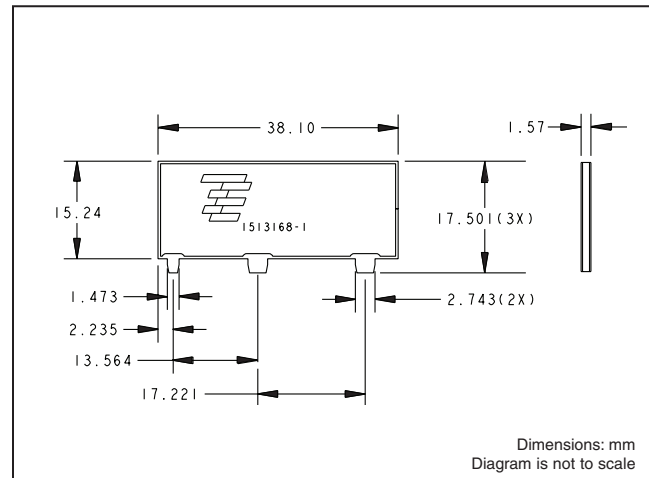 38.10
1.57
15.24
17.501(3X)
1513168-1
1.473
2.743(2X)
2.235
13.564
17.221
Dimensions: mm
Diagram is not to scale